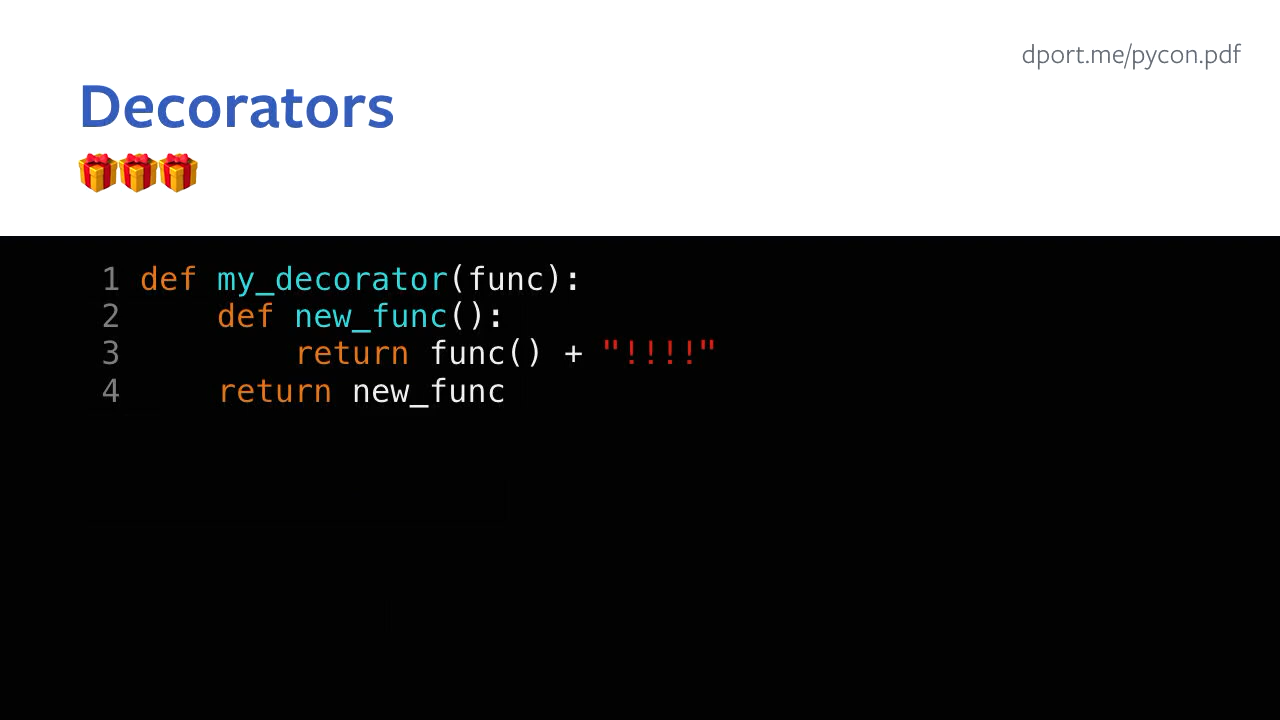 dport.me/pycon.pdf
Decorators
1 def my_decorator(func):
2     def new_func():
3         return func() + "!!!!"
4     return new_func